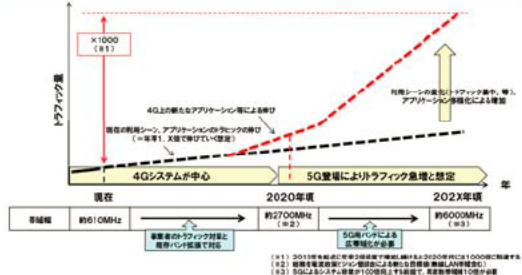 トラフィック量
×1000
(※1)
利用シーンの変化(トラフィック集中、等)、
アプリケーション多様化による増加
4G上の新たなアプリケーション等による伸び
現在の利用シーン、アプリケーションのトラヒックの伸び
(=年率1.X倍で伸びていく想定)
4Gシステムが中心
5G登場によりトラフィック急増と想定
現在
2020年頃
202X年頃
年
帯域幅
約610MHz
約2700MHz
(※2)
約6000MHz
(※3)
事業者のトラフィック対策と
既存バンド拡張で対応
5G用バンドによる
広帯域化が必要